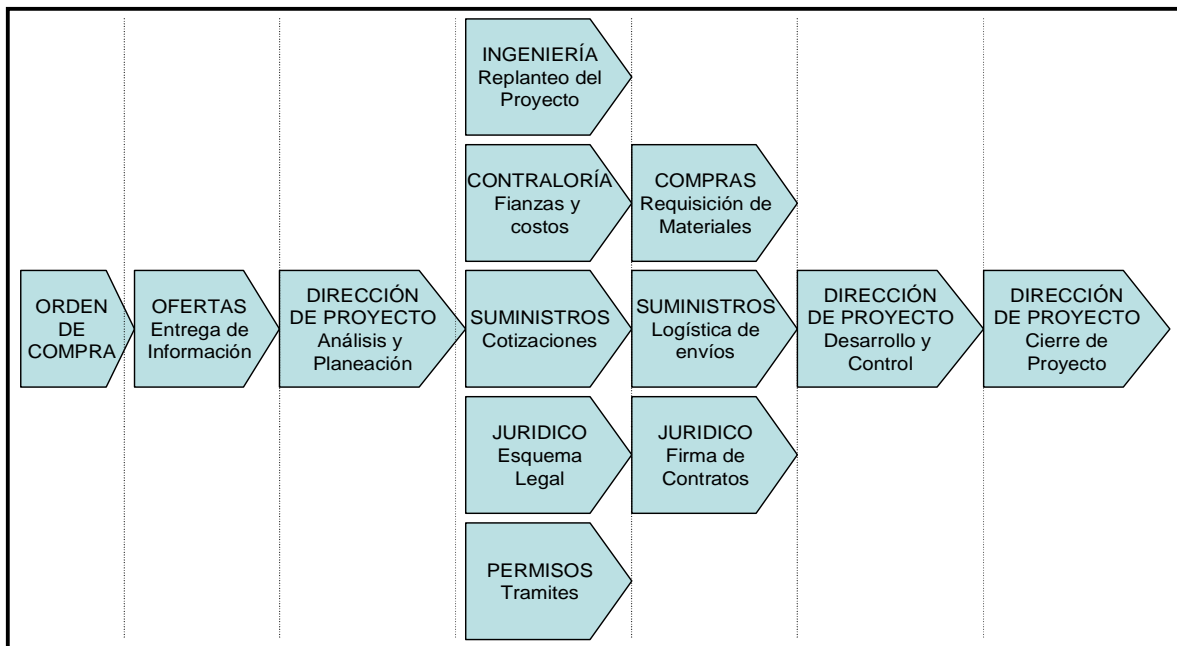 INGENIERÍA
Replanteo del
Proyecto
CONTRALORÍA
Fianzas y
costos
COMPRAS
Requisición de
Materiales
ORDEN
DE
COMPRA
OFERTAS
Entrega de
Información
DIRECCIÓN
DE PROYECTO
Análisis y
Planeación
SUMINISTROS
Cotizaciones
SUMINISTROS
Logística de
envíos
DIRECCIÓN
DE PROYECTO
Desarrollo y
Control
DIRECCIÓN
DE PROYECTO
Cierre de
Proyecto
JURIDICO
Esquema
Legal
JURIDICO
Firma de
Contratos
PERMISOS
Tramites